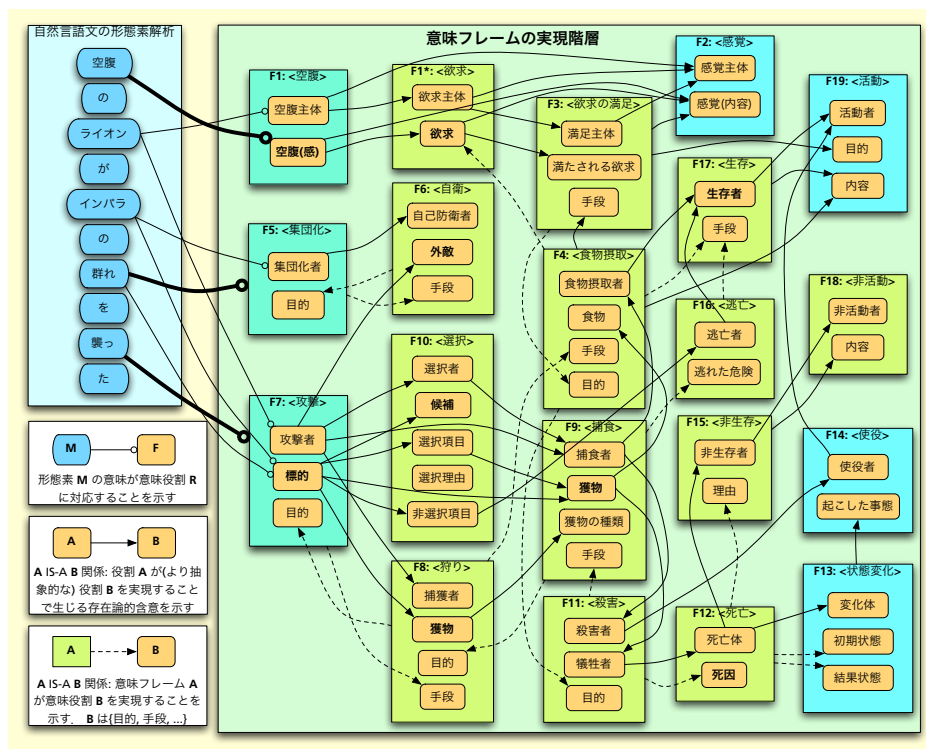 自然言語文の形態素解析
空腹
の
ライオン
が
インパラ
の
群れ
を
襲っ
た
M
F
形態素 M の意味が意味役割 R
に対応することを示す
A
B
A IS-A B 関係: 役割 A が(より抽
象的な) 役割 B を実現すること
で生じる存在論的含意を示す
A
B
A IS-A B 関係: 意味フレーム A
が意味役割 B を実現することを
示す. B は{目的, 手段, ...}
意味フレームの実現階層
F1: <空腹>
空腹主体
空腹(感)
F5: <集団化>
集団化者
目的
F7: <攻撃>
攻撃者
標的
目的
F1*: <欲求>
欲求主体
欲求
F6: <自衛>
自己防衛者
外敵
手段
F10: <選択>
選択者
候補
選択項目
選択理由
非選択項目
F8: <狩り>
捕獲者
獲物
目的
手段
F3: <欲求の満足>
満足主体
満たされる欲求
手段
F4: <食物摂取>
食物摂取者
食物
手段
目的
F9: <捕食>
捕食者
獲物
獲物の種類
手段
F11: <殺害>
殺害者
犠牲者
目的
F2: <感覚>
感覚主体
感覚(内容)
F17: <生存>
生存者
手段
F16: <逃亡>
逃亡者
逃れた危険
F15: <非生存>
非生存者
理由
F12: <死亡>
死亡体
死因
F19: <活動>
活動者
目的
内容
F18: <非活動>
非活動者
内容
F14: <使役>
使役者
起こした事態
F13: <状態変化>
変化体
初期状態
結果状態